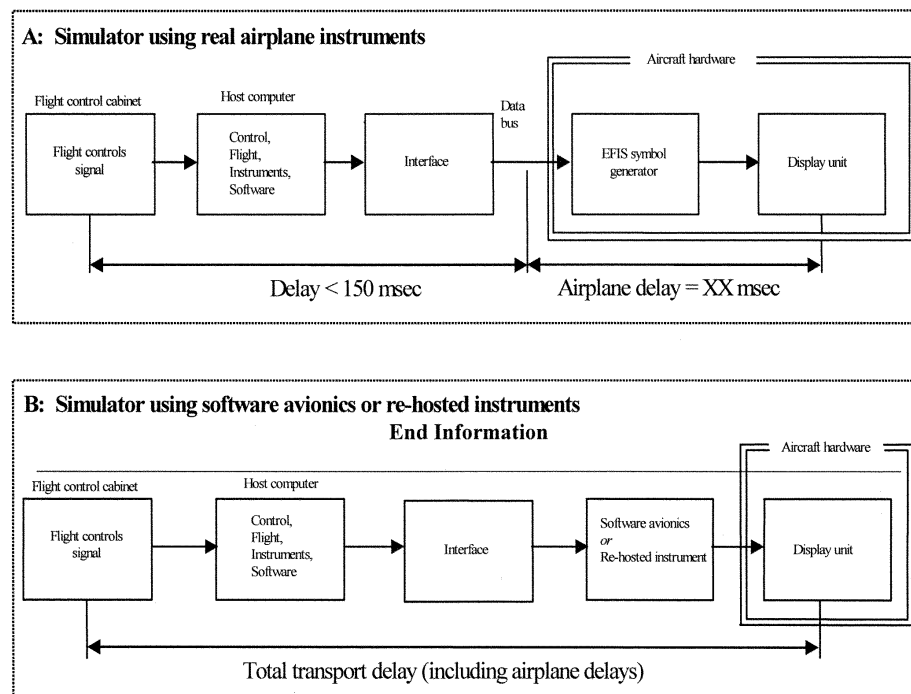 A: Simulator using real airplane instruments
Aircraft hardware
Flight control cabinet
Host computer
Data
bus
Flight controls
signal
Control,
Flight,
Instruments,
Software
Interface
EFIS symbol
generator
Display unit
Delay < 150 msec
Airplane delay = XX msec
B: Simulator using software avionics or re-hosted instruments
End Information
Aircraft hardware
Flight control cabinet
Host computer
Flight controls
signal
Control,
Flight,
Instruments,
Software
Interface
Software avionics
or
Re-hosted instrument
Display unit
Total transport delay (including airplane delays)